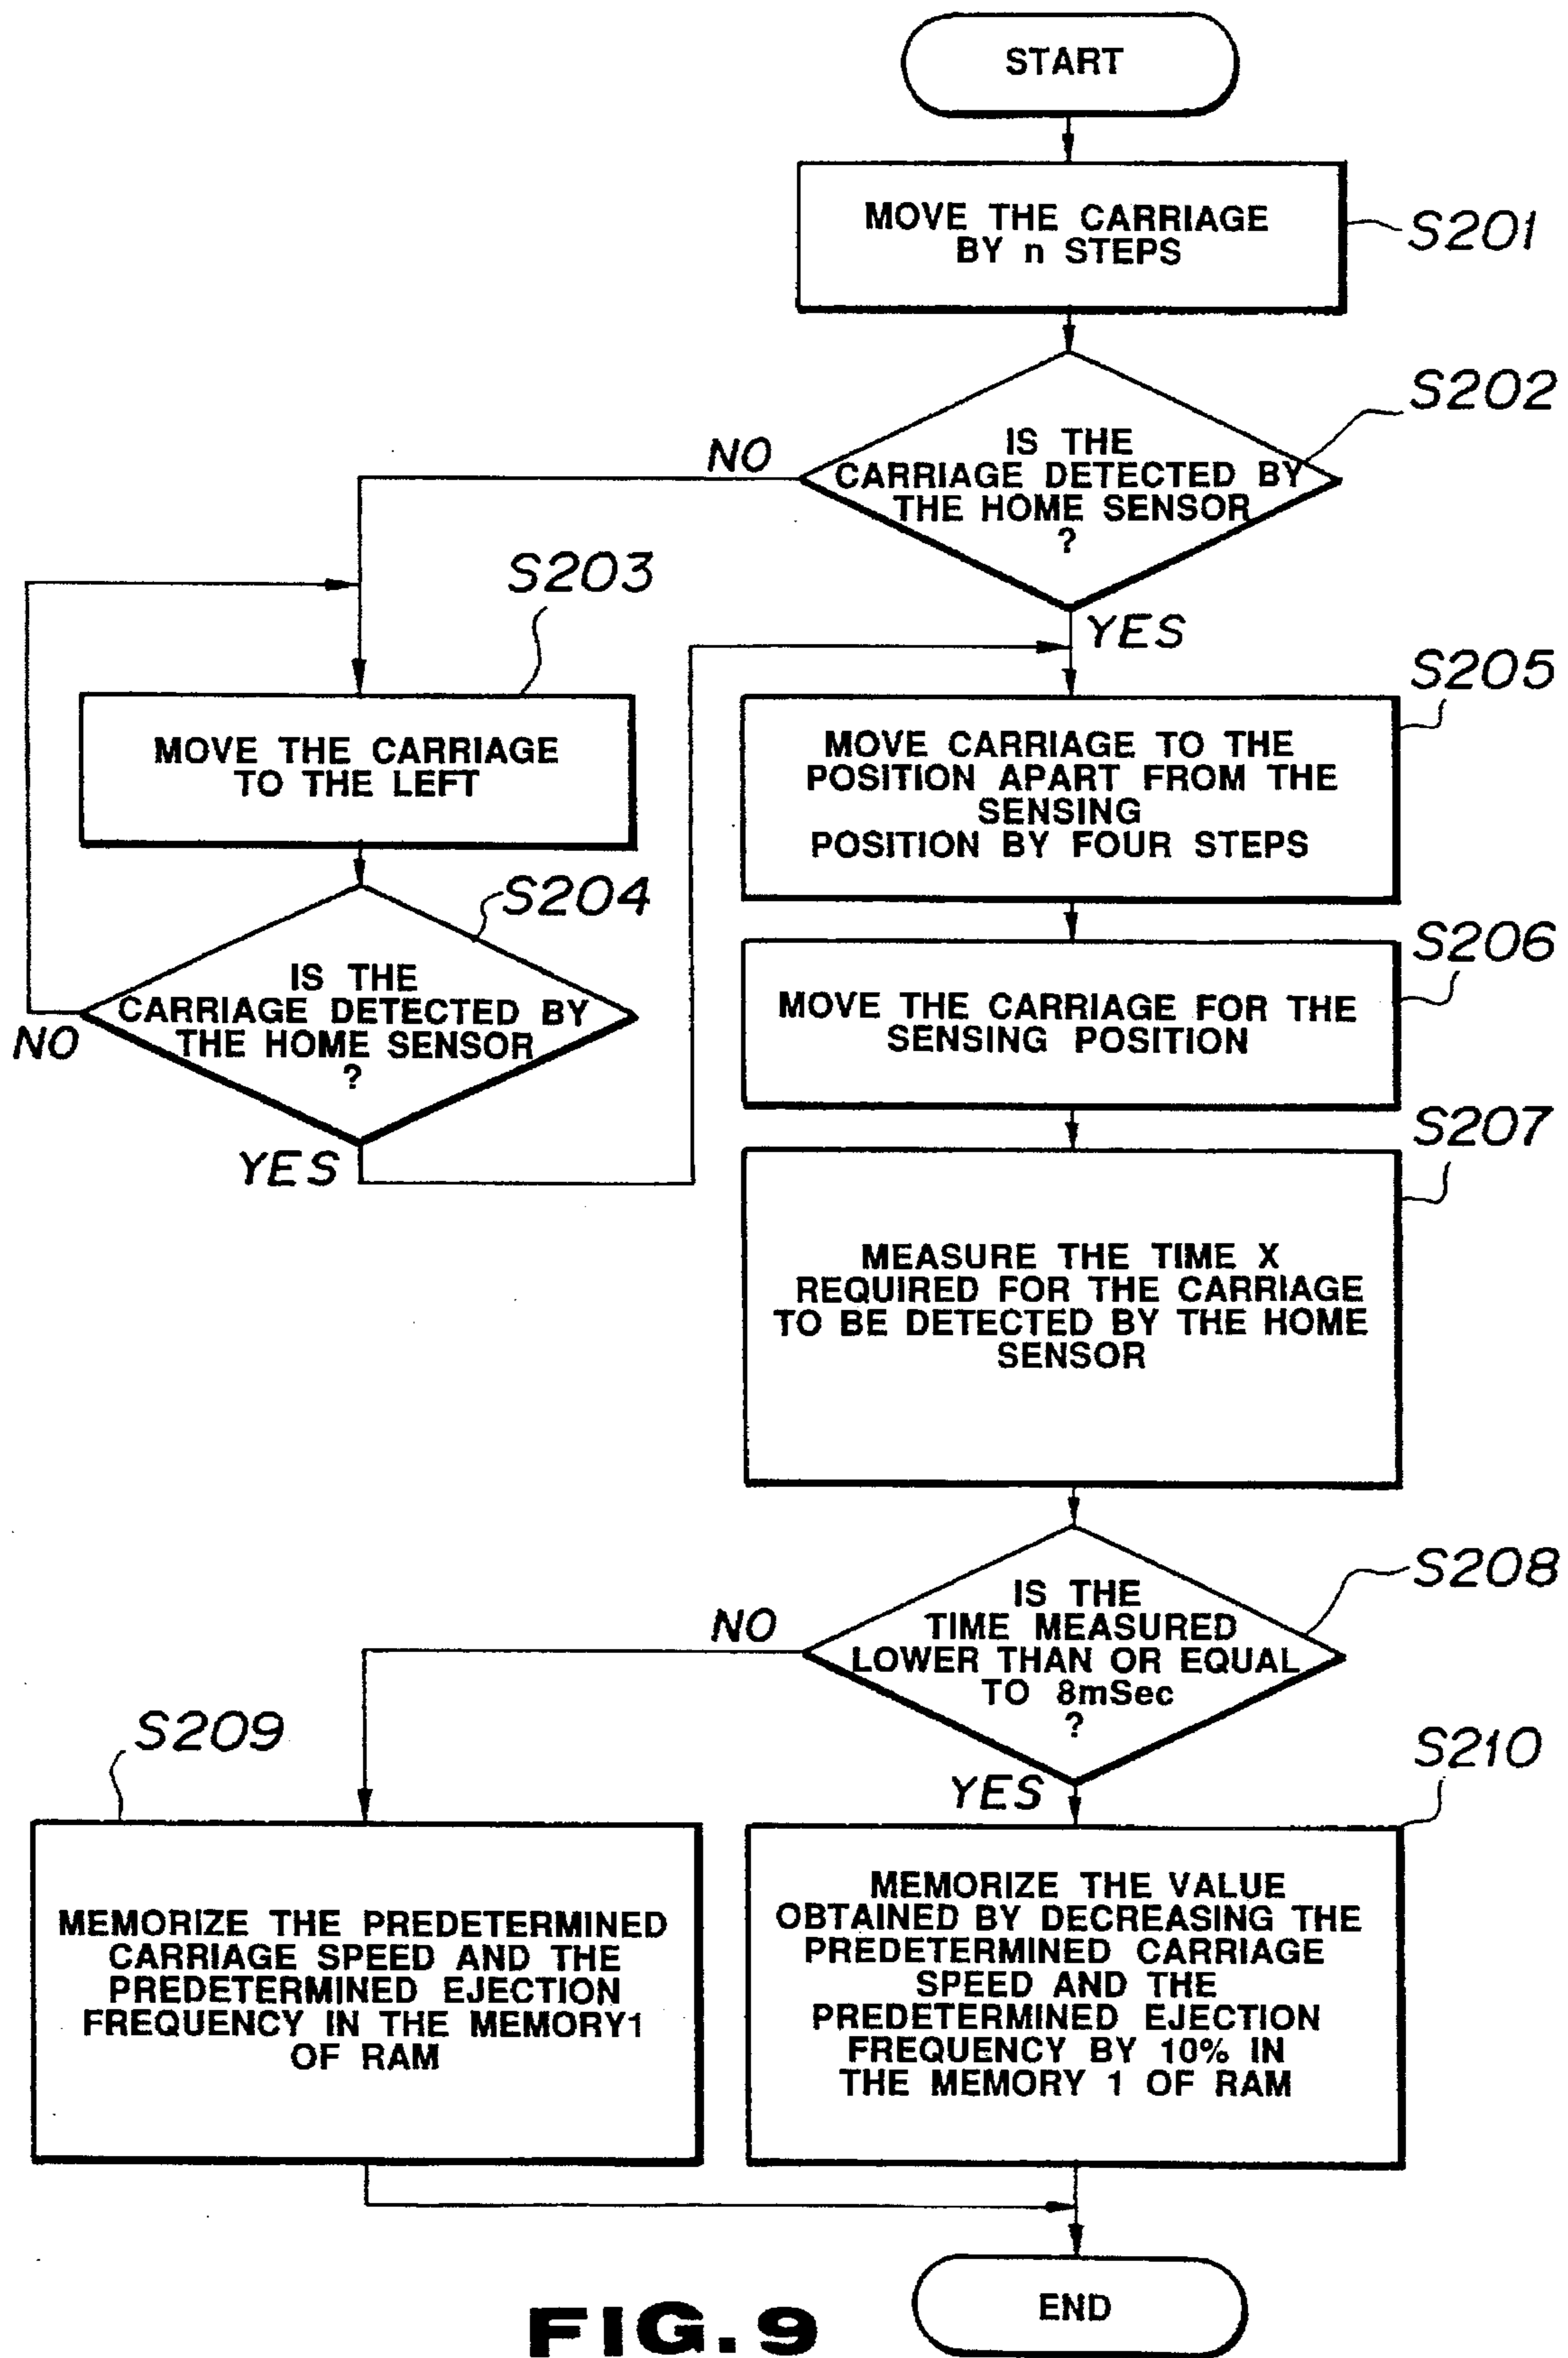 START
MOVE THE CARRIAGE
BY n STEPS
S201
S202
IS THE
CARRIAGE DETECTED BY
THE HOME SENSOR
?
NO
YES
S203
MOVE THE CARRIAGE
TO THE LEFT
S204
IS THE
CARRIAGE DETECTED BY
THE HOME SENSOR
?
NO
YES
S205
MOVE CARRIAGE TO THE
POSITION APART FROM THE
SENSING
POSITION BY FOUR STEPS
S206
MOVE THE CARRIAGE FOR THE
SENSING POSITION
S207
MEASURE THE TIME X
REQUIRED FOR THE CARRIAGE
TO BE DETECTED BY THE HOME
SENSOR
S208
IS THE
TIME MEASURED
LOWER THAN OR EQUAL
TO 8mSec
?
NO
YES
S209
MEMORIZE THE PREDETERMINED
CARRIAGE SPEED AND THE
PREDETERMINED EJECTION
FREQUENCY IN THE MEMORY1
OF RAM
S210
MEMORIZE THE VALUE
OBTAINED BY DECREASING THE
PREDETERMINED CARRIAGE
SPEED AND THE
PREDETERMINED EJECTION
FREQUENCY BY 10% IN
THE MEMORY 1 OF RAM
END
FIG.9